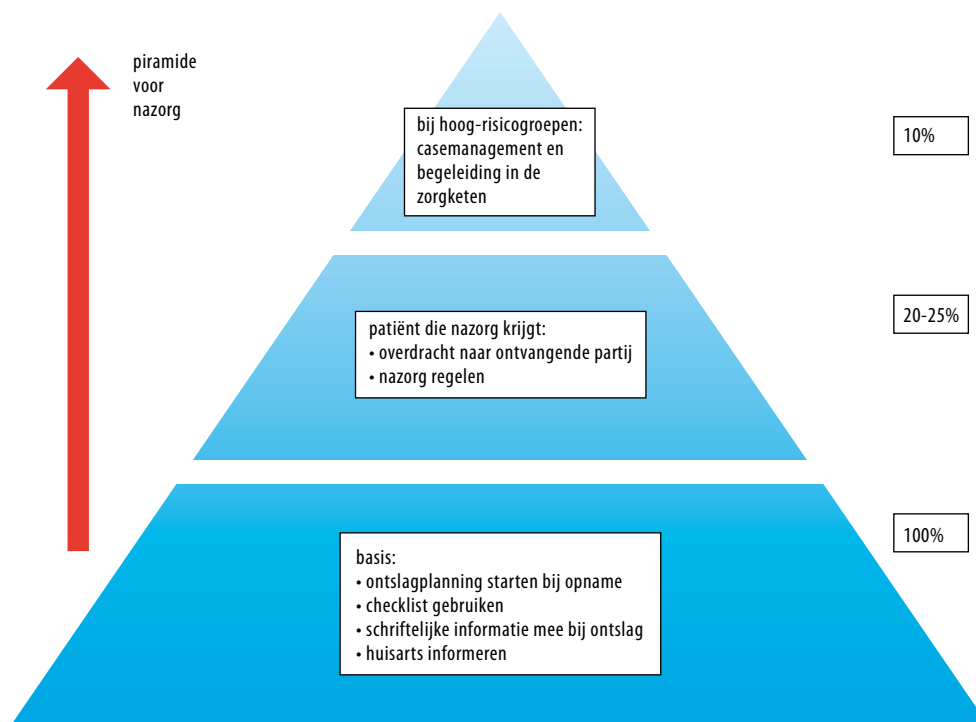 piramide
voor
nazorg
bij hoog-risicogroepen:
casemanagement en
begeleiding in de
zorgketen
10%
patiënt die nazorg krijgt:
• overdracht naar ontvangende partij
• nazorg regelen
20-25%
basis:
• ontslagplanning starten bij opname
• checklist gebruiken
• schriftelijke informatie mee bij ontslag
• huisarts informeren
100%